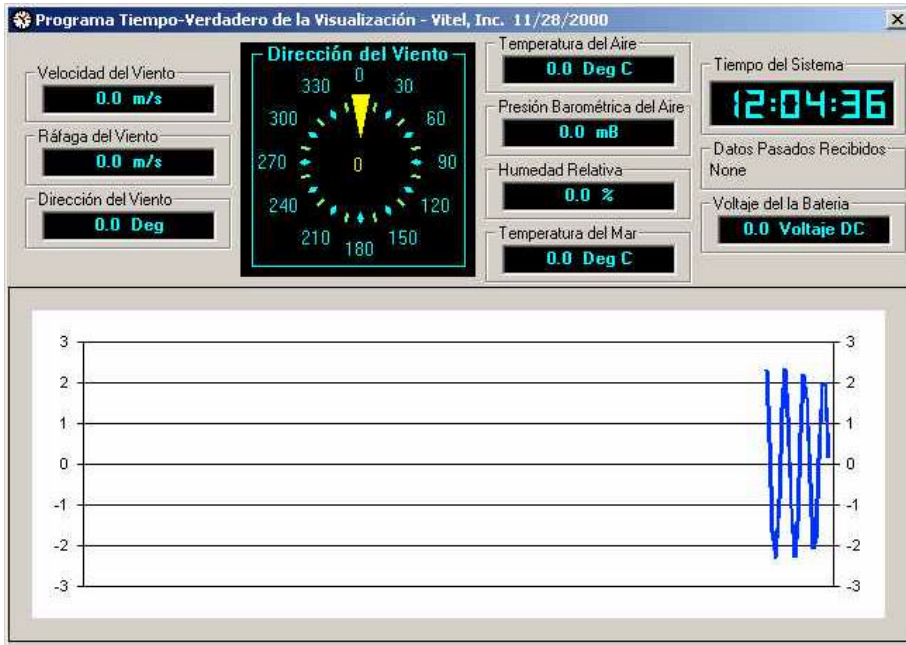 Programa Tiempo-Verdadero de la Visualización - Vitel, Inc. 11/28/2000
Velocidad del Viento
0.0 m/s
Ráfaga del Viento
0.0 m/s
Dirección del Viento
0.0 Deg
Dirección del Viento
0
30
60
90
120
150
180
210
240
270
300
330
0
Temperatura del Aire
0.0 Deg C
Presión Barométrica del Aire
0.0 mB
Humedad Relativa
0.0 %
Temperatura del Mar
0.0 Deg C
Tiempo del Sistema
12:04:36
Datos Pasados Recibidos
None
Voltaje del la Bateria
0.0 Voltaje DC
3
2
1
0
-1
-2
-3
3
2
1
0
-1
-2
-3